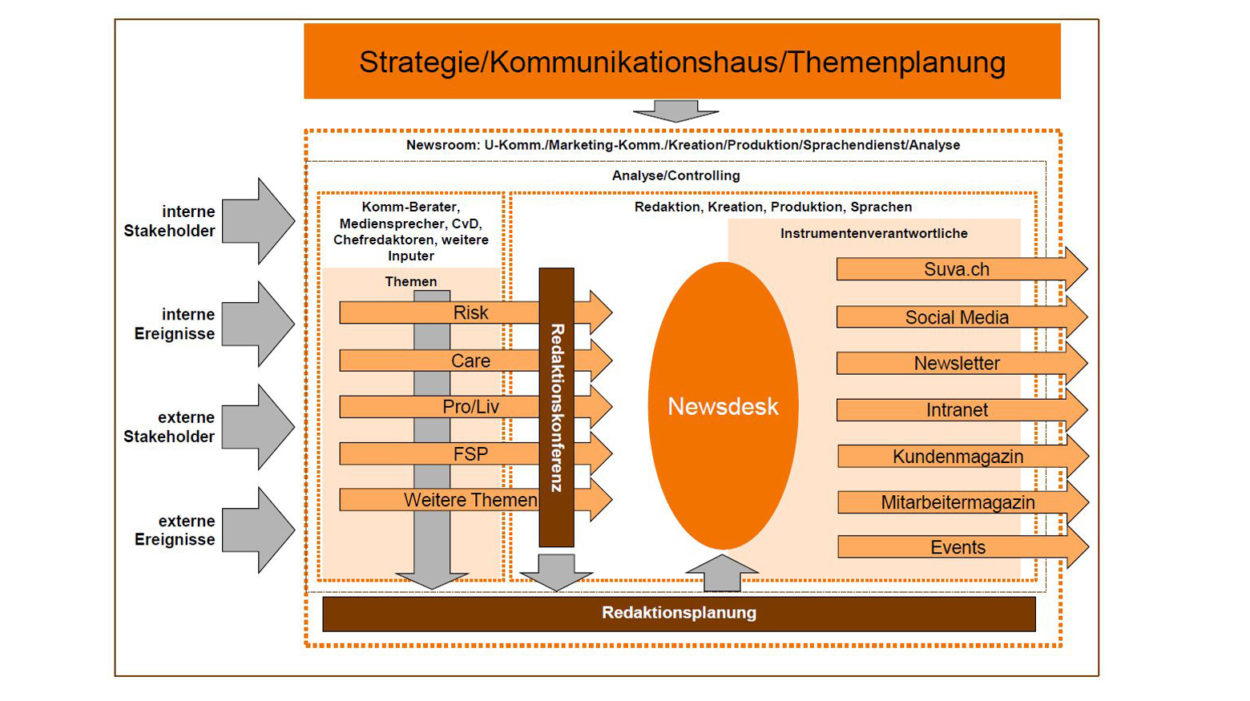 Strategie/Kommunikationshaus/Themenplanung
Newsroom: U-Komm./Marketing-Komm./Kreation/Produktion/Sprachendienst/Analyse
Analyse/Controlling
interne
Stakeholder
interne
Ereignisse
externe
Stakeholder
externe
Ereignisse
Komm-Berater,
Mediensprecher, CvD,
Chefredaktoren, weitere
Inputer
Themen
Risk
Care
Pro/Liv
FSP
Weitere Themen
Redaktionskonferenz
Redaktion, Kreation, Produktion, Sprachen
Newsdesk
Instrumentenverantwortliche
Suva.ch
Social Media
Newsletter
Intranet
Kundenmagazin
Mitarbeitermagazin
Events
Redaktionsplanung